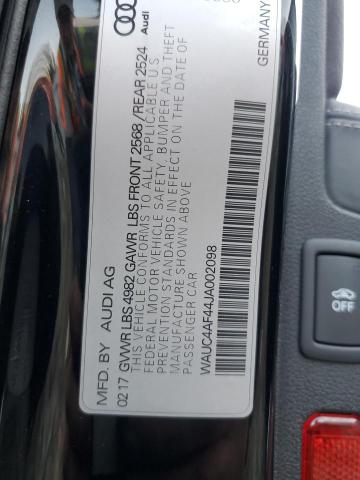 Audi
GERMANY
MFD. BY AUDI AG
02 17 GVWR LBS 4982 GAWR LBS FRONT 2568 /REAR 2524
THIS VEHICLE CONFORMS TO ALL APPLICABLE U S
FEDERAL MOTOR VEHICLE SAFETY, BUMPER AND THEFT
PREVENTION STANDARDS IN EFFECT ON THE DATE OF
MANUFACTURE SHOWN ABOVE
PASSENGER CAR
WAUC4AF44JA002098
OFF